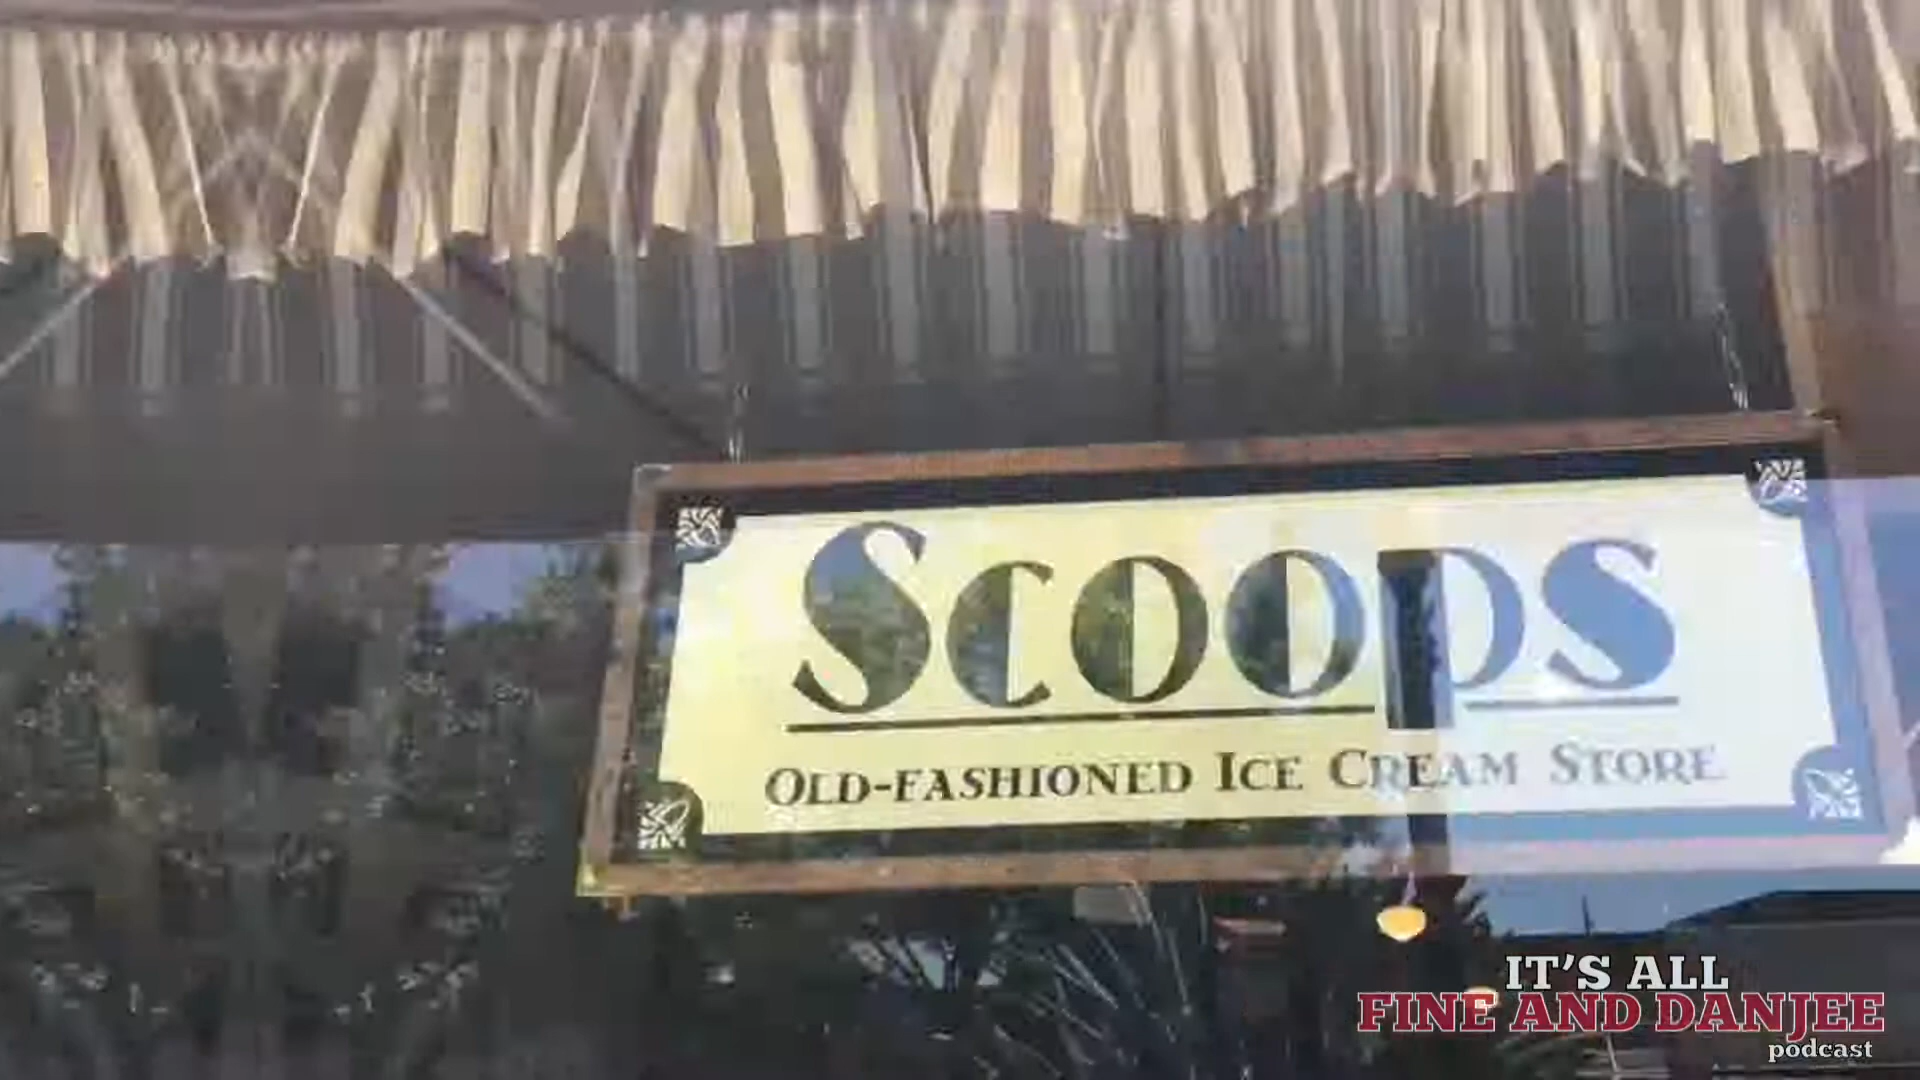 Scoops
Old-fashioned Ice Cream Store
IT'S ALL
FINE AND DANJEE
podcast